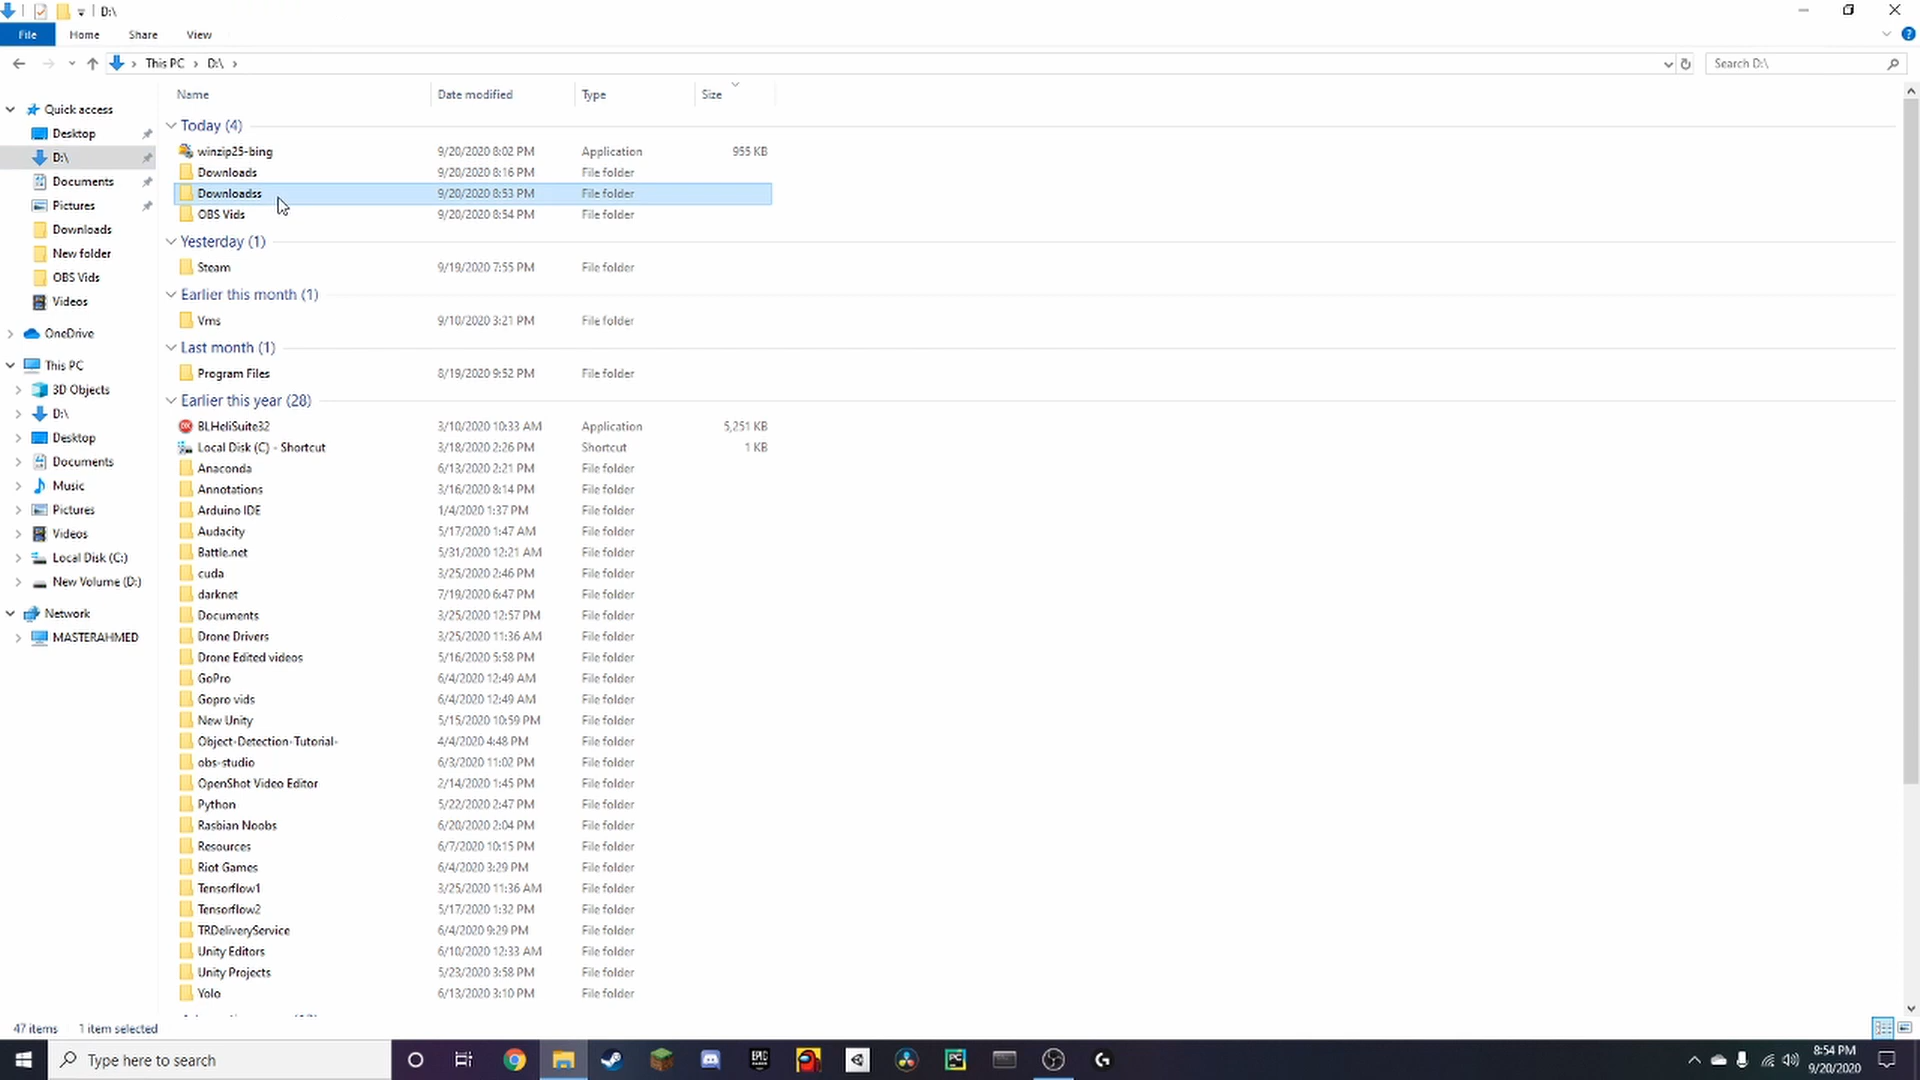 D:\
File Home Share View
This PC D:\ Search D:\
Name Date modified Type Size
Quick access
Desktop
D:\
Documents
Pictures
Downloads
New folder
OBS Vids
Videos
OneDrive
This PC
3D Objects
D:\
Desktop
Documents
Music
Pictures
Videos
Local Disk (C:)
New Volume (D:)
Network
MASTERAHMED
Today (4)
winzip25-bing 9/20/2020 8:02 PM Application 955 KB
Downloads 9/20/2020 8:16 PM File folder
Downloadss 9/20/2020 8:53 PM File folder
OBS Vids 9/20/2020 8:54 PM File folder
Yesterday (1)
Steam 9/19/2020 7:55 PM File folder
Earlier this month (1)
Vms 9/10/2020 3:21 PM File folder
Last month (1)
Program Files 8/19/2020 9:52 PM File folder
Earlier this year (28)
BLHeliSuite32 3/10/2020 10:33 AM Application 5,251 KB
Local Disk (C) - Shortcut 3/18/2020 2:26 PM Shortcut 1 KB
Anaconda 6/13/2020 2:21 PM File folder
Annotations 3/16/2020 8:14 PM File folder
Arduino IDE 1/4/2020 1:37 PM File folder
Audacity 5/17/2020 1:47 AM File folder
Battle.net 5/31/2020 12:21 AM File folder
cuda 3/25/2020 2:46 PM File folder
darknet 7/19/2020 6:47 PM File folder
Documents 3/25/2020 12:57 PM File folder
Drone Drivers 3/25/2020 11:36 AM File folder
Drone Edited videos 5/16/2020 5:58 PM File folder
GoPro 6/4/2020 12:49 AM File folder
Gopro vids 6/4/2020 12:49 AM File folder
New Unity 5/15/2020 10:59 PM File folder
Object-Detection-Tutorial- 4/4/2020 4:48 PM File folder
obs-studio 6/3/2020 11:02 PM File folder
OpenShot Video Editor 2/14/2020 1:45 PM File folder
Python 5/22/2020 2:47 PM File folder
Rasbian Noobs 6/20/2020 2:04 PM File folder
Resources 6/7/2020 10:15 PM File folder
Riot Games 6/4/2020 3:29 PM File folder
Tensorflow1 3/25/2020 11:36 AM File folder
Tensorflow2 5/17/2020 1:32 PM File folder
TRDeliveryService 6/4/2020 9:29 PM File folder
Unity Editors 6/10/2020 12:33 AM File folder
Unity Projects 5/23/2020 3:58 PM File folder
Yolo 6/13/2020 3:10 PM File folder
47 items 1 item selected
Type here to search
EPIC
PC
8:54 PM
9/20/2020